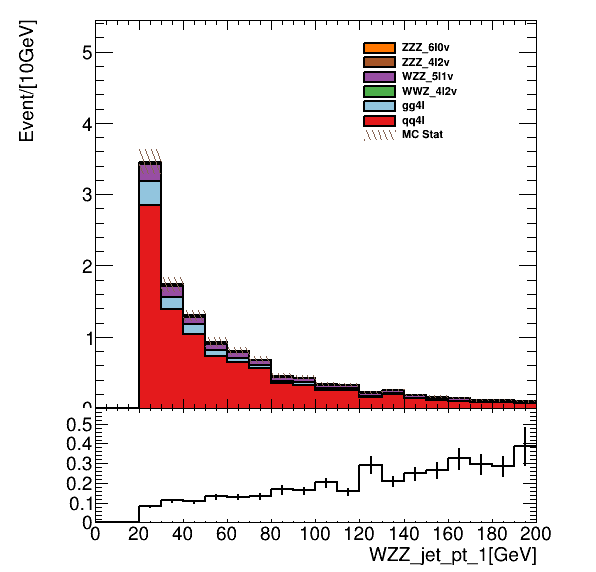 Event/[10GeV]
5
4
3
2
1
0
ZZZ_6l0v
ZZZ_4l2v
WZZ_5l1v
WWZ_4l2v
gg4l
qq4l
MC Stat
0.5
0.4
0.3
0.2
0.1
0
0 20 40 60 80 100 120 140 160 180 200
WZZ_jet_pt_1[GeV]